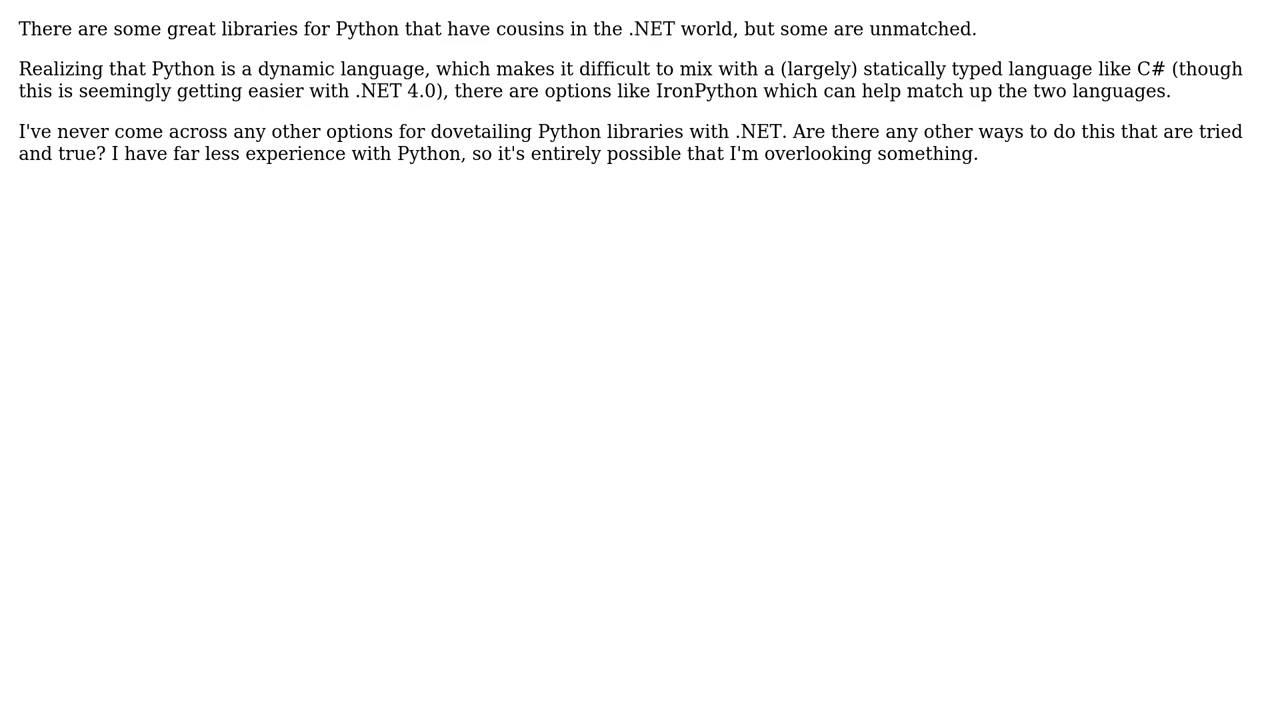 There are some great libraries for Python that have cousins in the .NET world, but some are unmatched.
Realizing that Python is a dynamic language, which makes it difficult to mix with a (largely) statically typed language like C# (though
this is seemingly getting easier with .NET 4.0), there are options like IronPython which can help match up the two languages.
I've never come across any other options for dovetailing Python libraries with .NET. Are there any other ways to do this that are tried
and true? I have far less experience with Python, so it's entirely possible that I'm overlooking something.